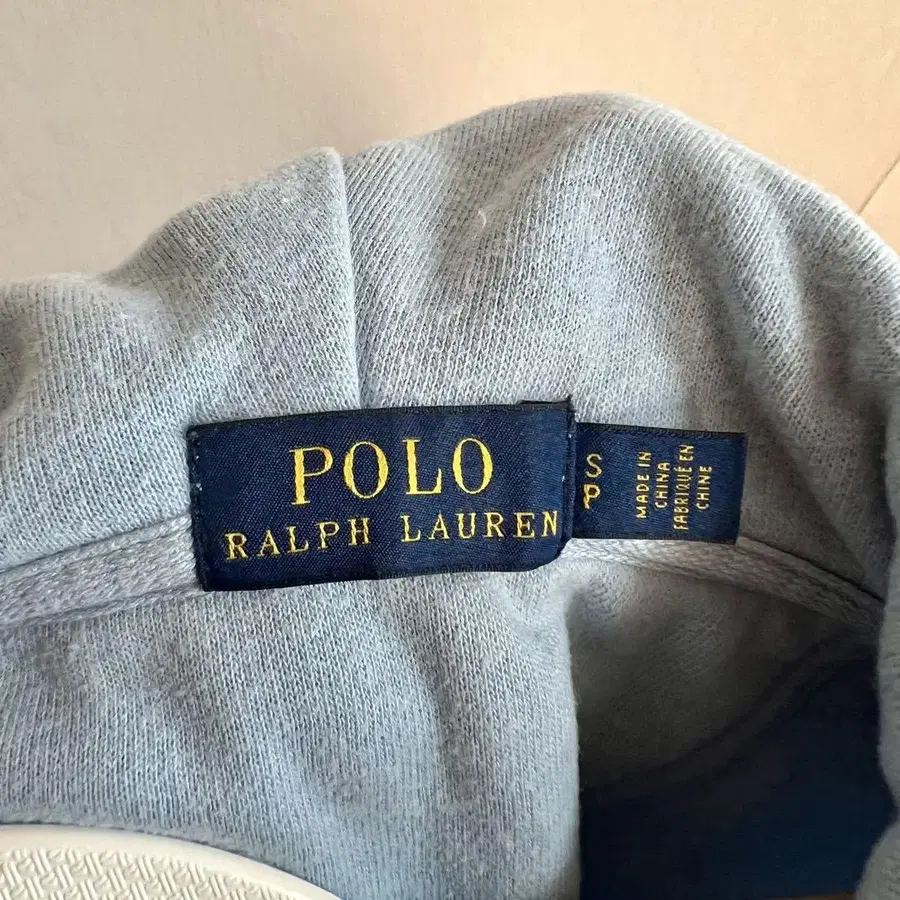 POLO
RALPH LAUREN
S
P
MADE IN
CHINA
FABRIQUÉ EN
CHINE